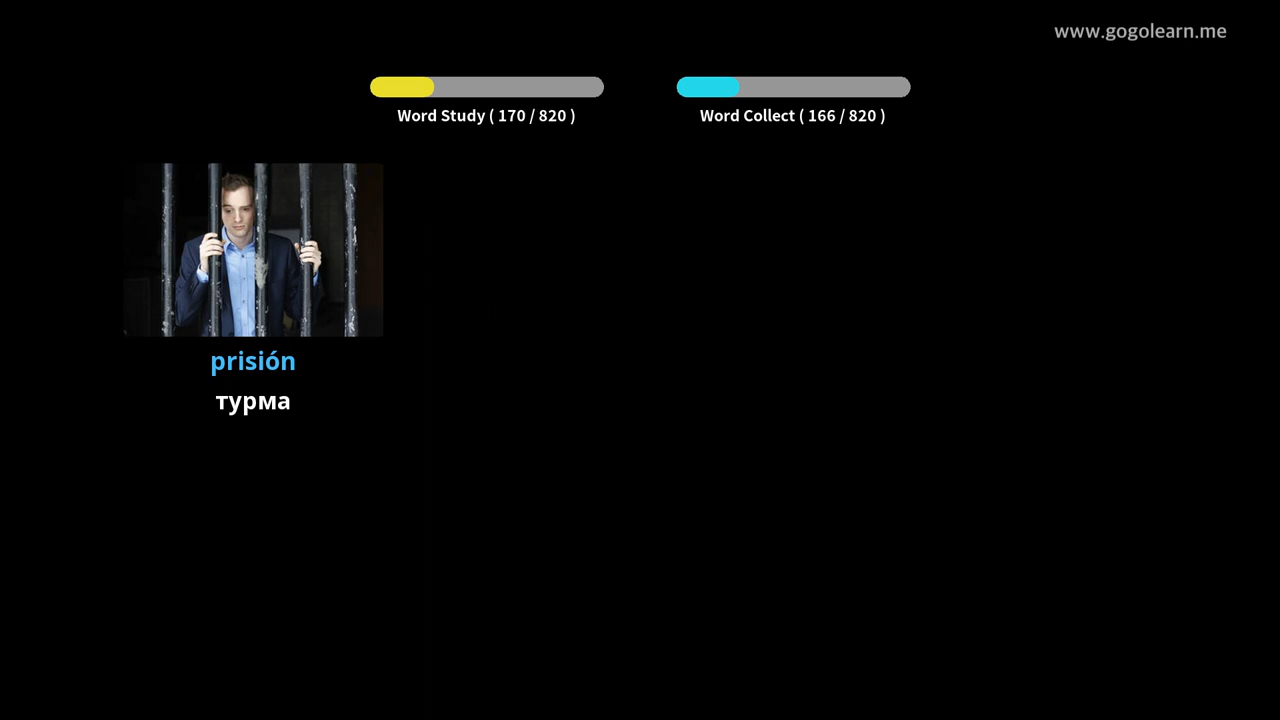 www.gogolearn.me
Word Study ( 170 / 820 )
Word Collect ( 166 / 820 )
prisión
турма